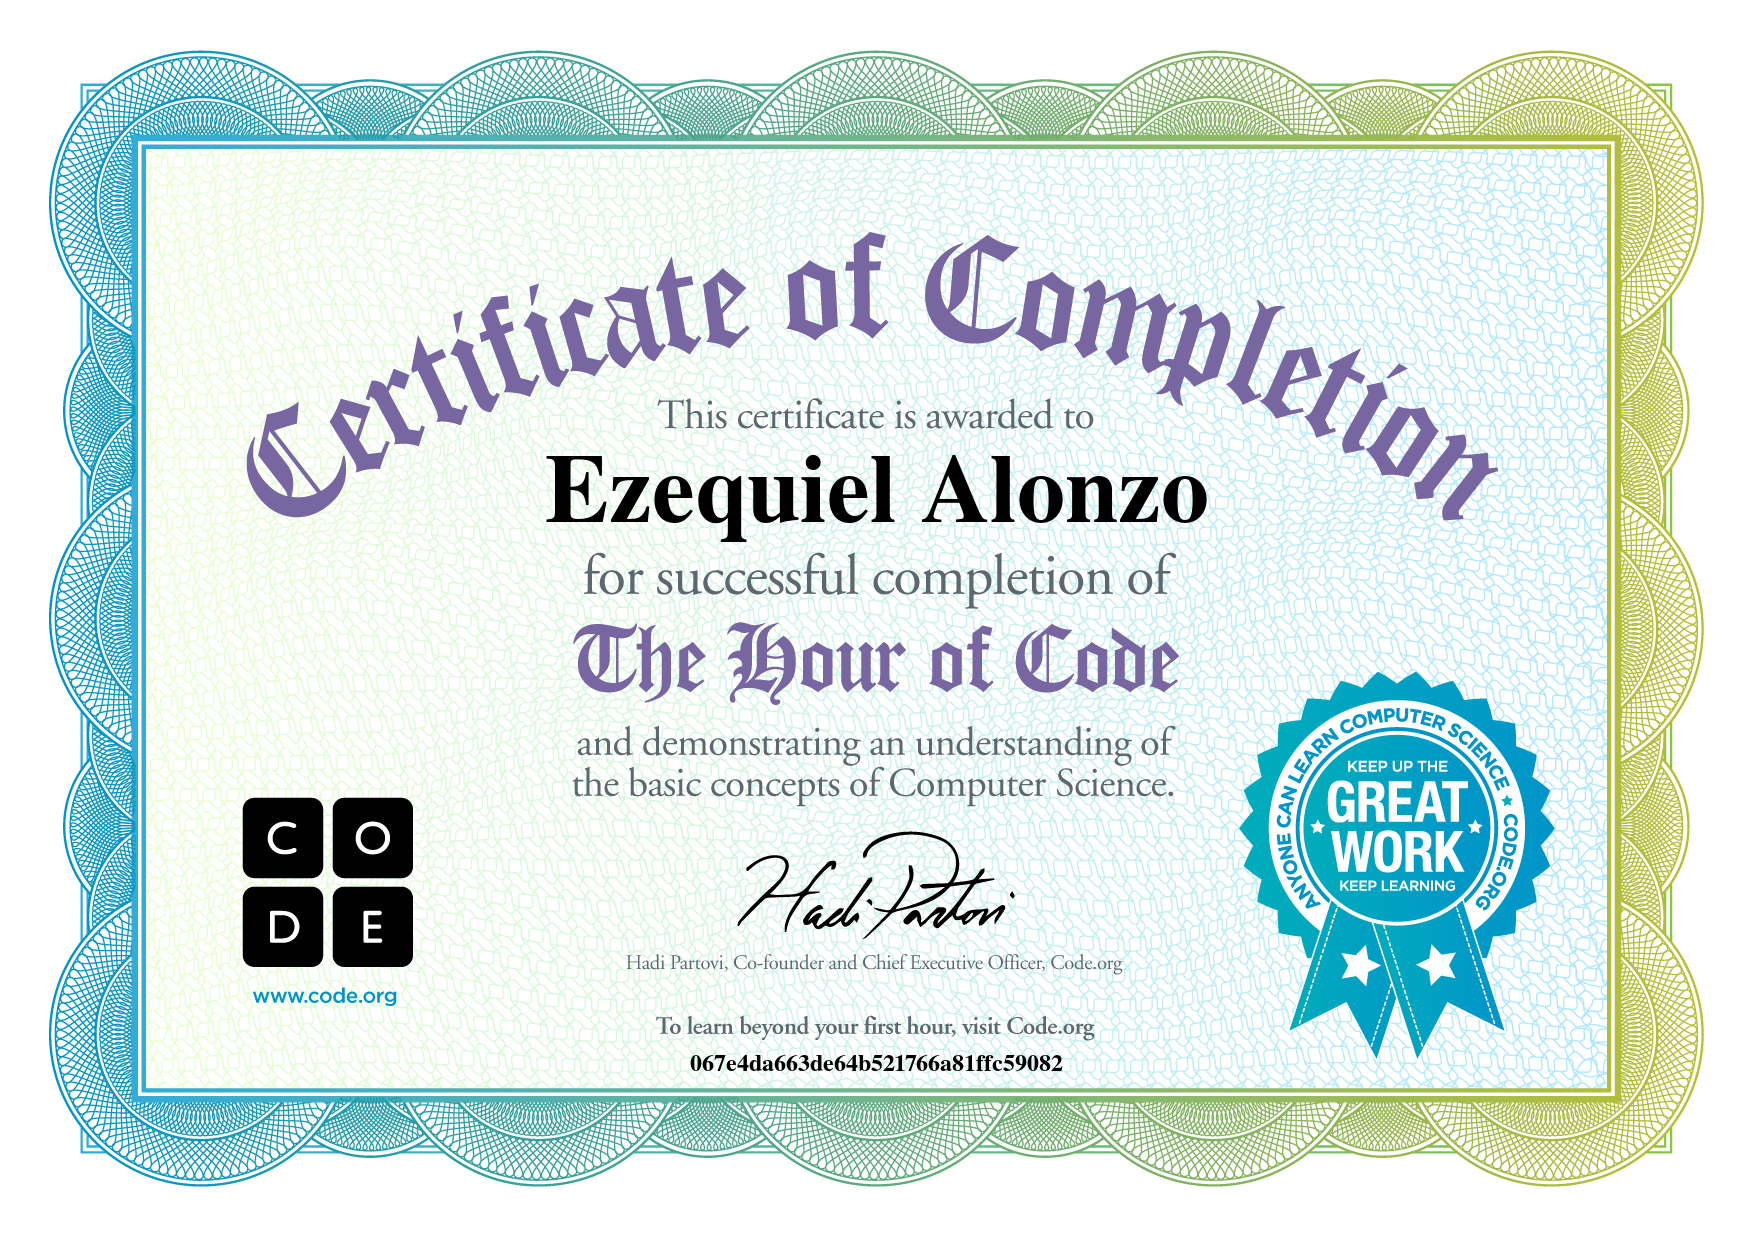 Certificate of Completion
This certificate is awarded to
Ezequiel Alonzo
for successful completion of
The Hour of Code
and demonstrating an understanding of
the basic concepts of Computer Science.
C O
D E
www.code.org
Hadi Partovi
Hadi Partovi, Co-founder and Chief Executive Officer, Code.org
To learn beyond your first hour, visit Code.org
067e4da663de64b521766a81ffc59082
ANYONE CAN LEARN COMPUTER SCIENCE ★ CODE.ORG
KEEP UP THE
GREAT
WORK
KEEP LEARNING